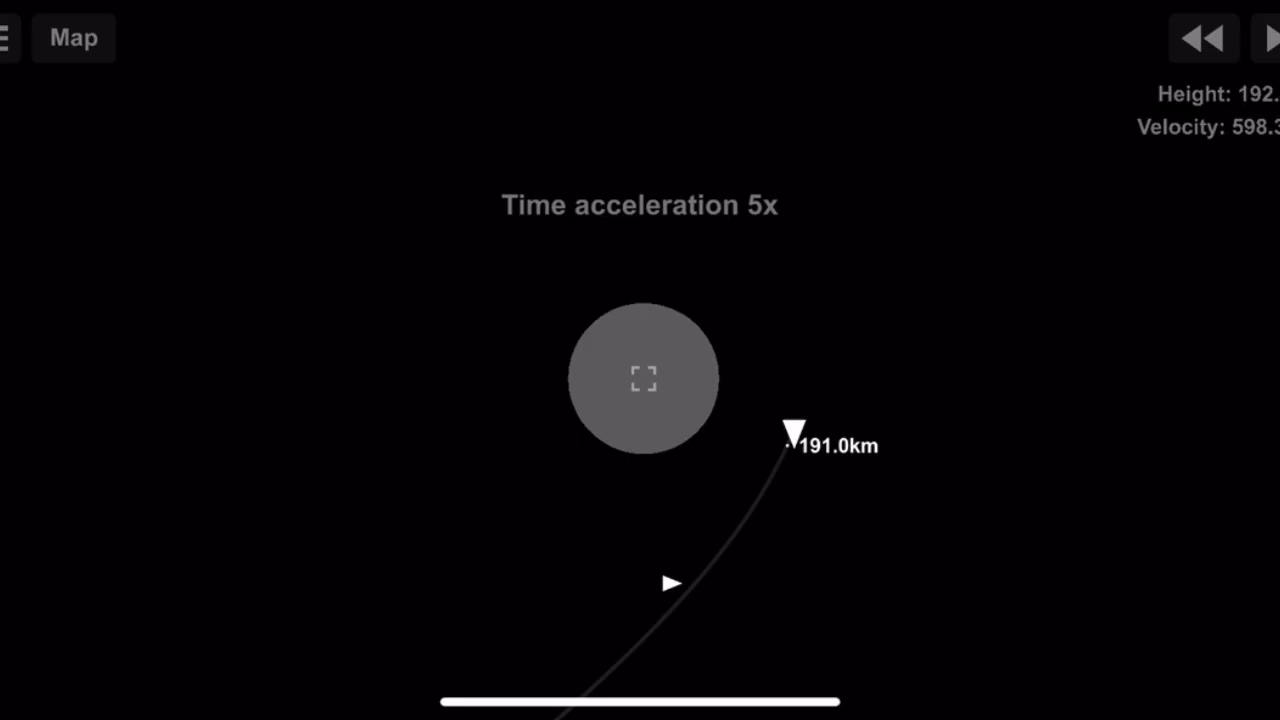 Map
Height: 192.
Velocity: 598.3
Time acceleration 5x
191.0km